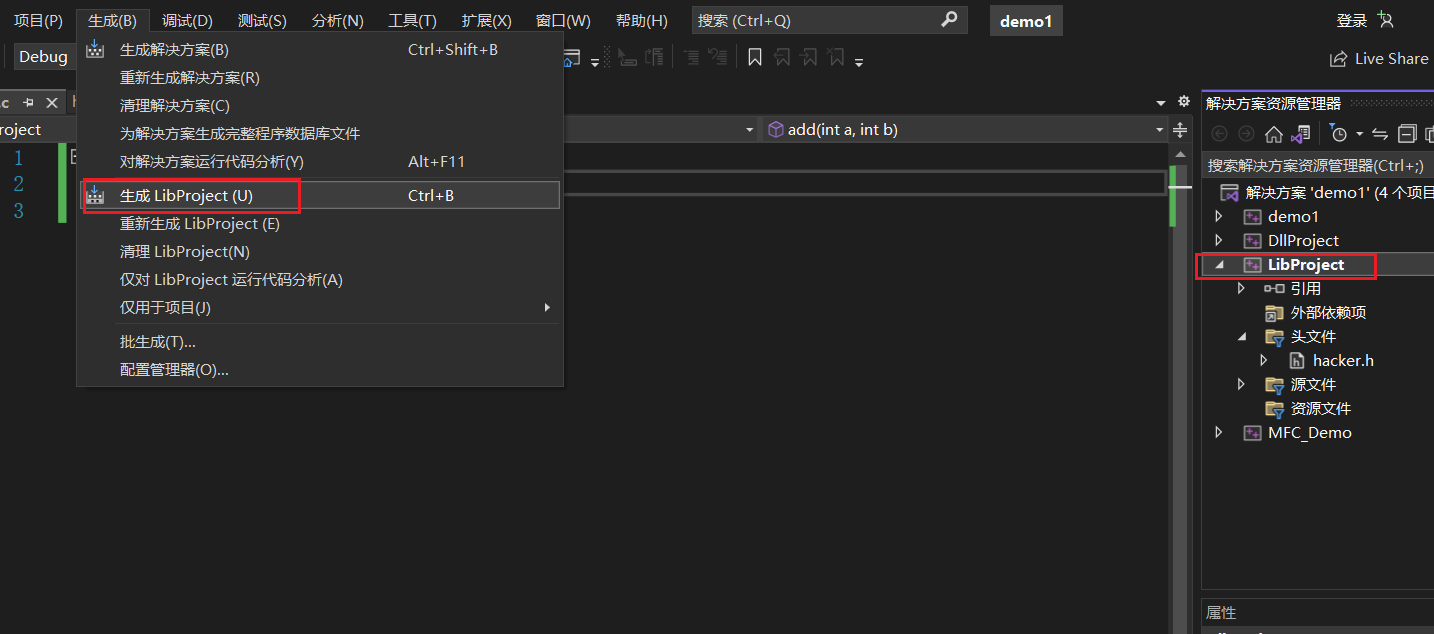 项目(P) 生成(B) 调试(D) 测试(S) 分析(N) 工具(T) 扩展(X) 窗口(W) 帮助(H) 搜索 (Ctrl+Q) demo1 登录
Debug Live Share
生成解决方案(B) Ctrl+Shift+B
重新生成解决方案(R)
清理解决方案(C)
为解决方案生成完整程序数据库文件
对解决方案运行代码分析(Y) Alt+F11
生成 LibProject (U) Ctrl+B
重新生成 LibProject (E)
清理 LibProject(N)
仅对 LibProject 运行代码分析(A)
仅用于项目(J)
批生成(T)...
配置管理器(O)...
.c
roject
add(int a, int b)
1
2
3
解决方案资源管理器
搜索解决方案资源管理器(Ctrl+;)
解决方案 'demo1' (4 个项目
demo1
DllProject
LibProject
引用
外部依赖项
头文件
hacker.h
源文件
资源文件
MFC_Demo
属性